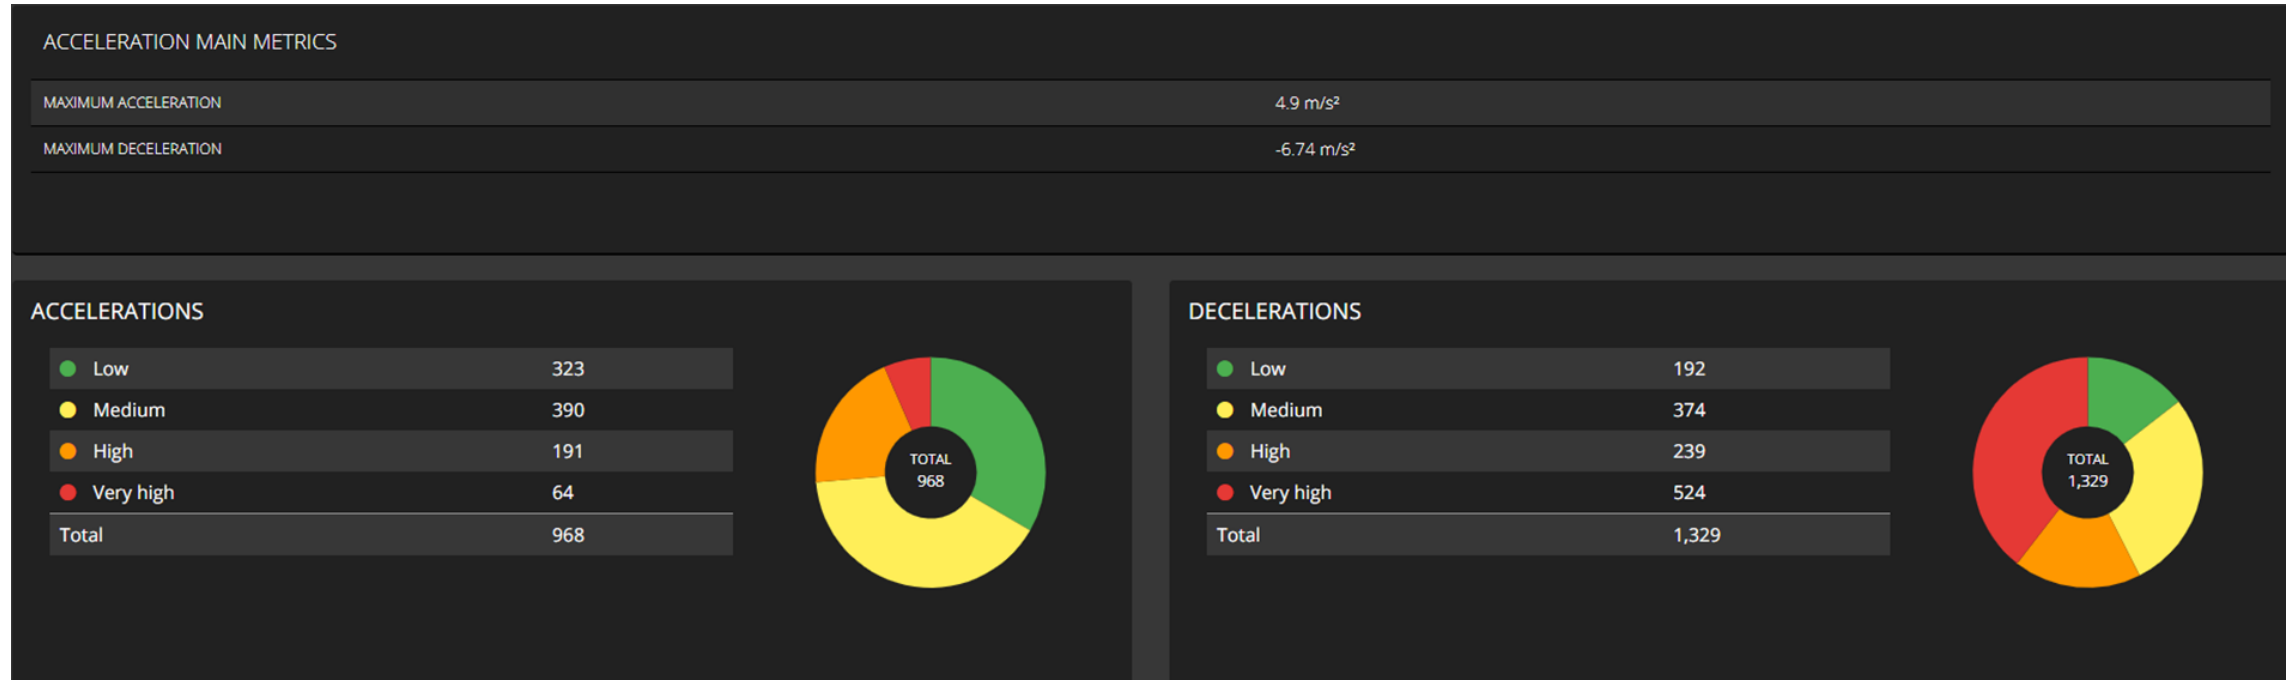 ACCELERATION MAIN METRICS
MAXIMUM ACCELERATION 4.9 m/s²
MAXIMUM DECELERATION -6.74 m/s²
ACCELERATIONS
Low 323
Medium 390
High 191
Very high 64
Total 968
TOTAL
968
DECELERATIONS
Low 192
Medium 374
High 239
Very high 524
Total 1,329
TOTAL
1,329